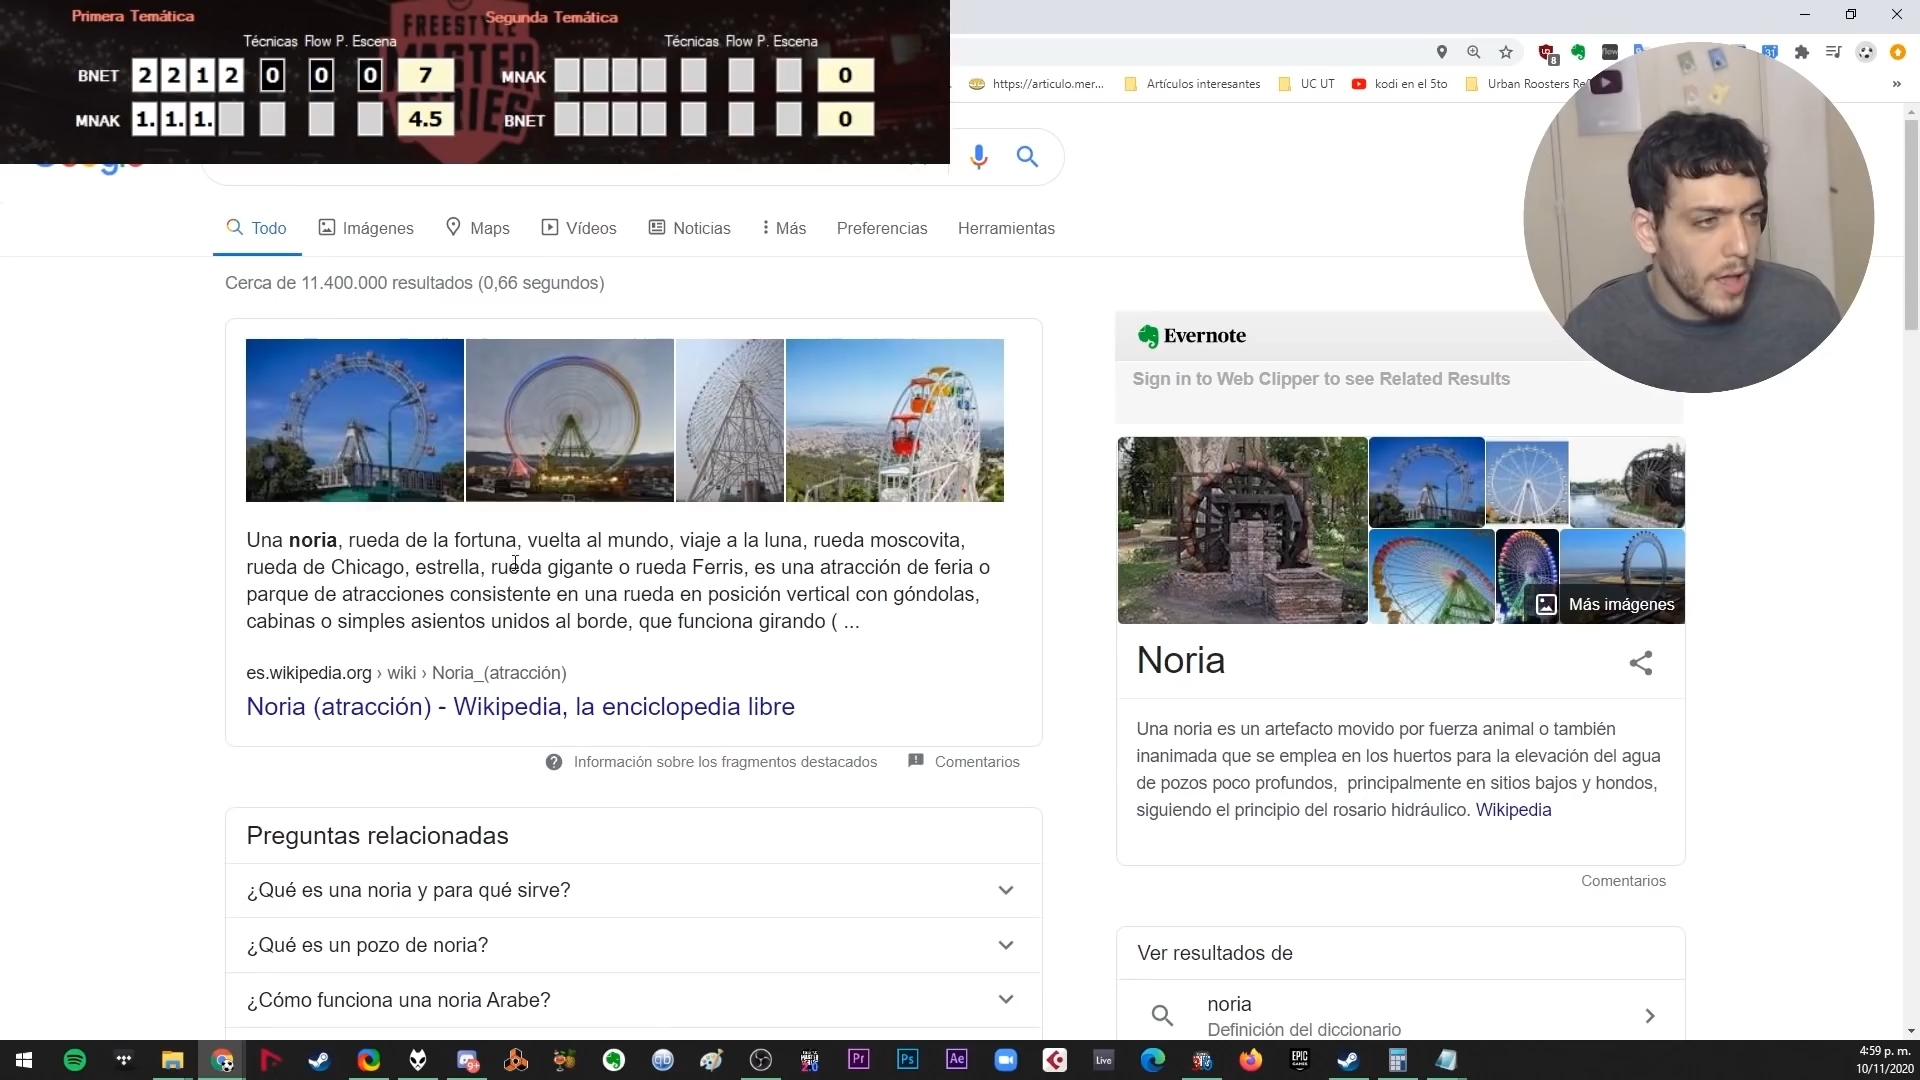 Primera Temática
Segunda Temática
FREESTYLE
MASTER
SERIES
Técnicas Flow P. Escena
Técnicas Flow P. Escena
BNET 2 2 1 2 0 0 0 7
MNAK 0
MNAK 1. 1. 1. 4.5
BNET 0
https://articulo.mer...
Artículos interesantes
UC UT
kodi en el 5to
Urban Roosters Re
»
8
31
Todo
Imágenes
Maps
Vídeos
Noticias
Más
Preferencias
Herramientas
Cerca de 11.400.000 resultados (0,66 segundos)
Una noria, rueda de la fortuna, vuelta al mundo, viaje a la luna, rueda moscovita,
rueda de Chicago, estrella, rueda gigante o rueda Ferris, es una atracción de feria o
parque de atracciones consistente en una rueda en posición vertical con góndolas,
cabinas o simples asientos unidos al borde, que funciona girando ( ...
es.wikipedia.org › wiki › Noria_(atracción)
Noria (atracción) - Wikipedia, la enciclopedia libre
Información sobre los fragmentos destacados
Comentarios
Preguntas relacionadas
¿Qué es una noria y para qué sirve?
¿Qué es un pozo de noria?
¿Cómo funciona una noria Arabe?
Evernote
Sign in to Web Clipper to see Related Results
Más imágenes
Noria
Una noria es un artefacto movido por fuerza animal o también
inanimada que se emplea en los huertos para la elevación del agua
de pozos poco profundos, principalmente en sitios bajos y hondos,
siguiendo el principio del rosario hidráulico. Wikipedia
Comentarios
Ver resultados de
noria
Definición del diccionario
9+
Pr
Ps
Ae
Live
EPIC
4:59 p. m.
10/11/2020